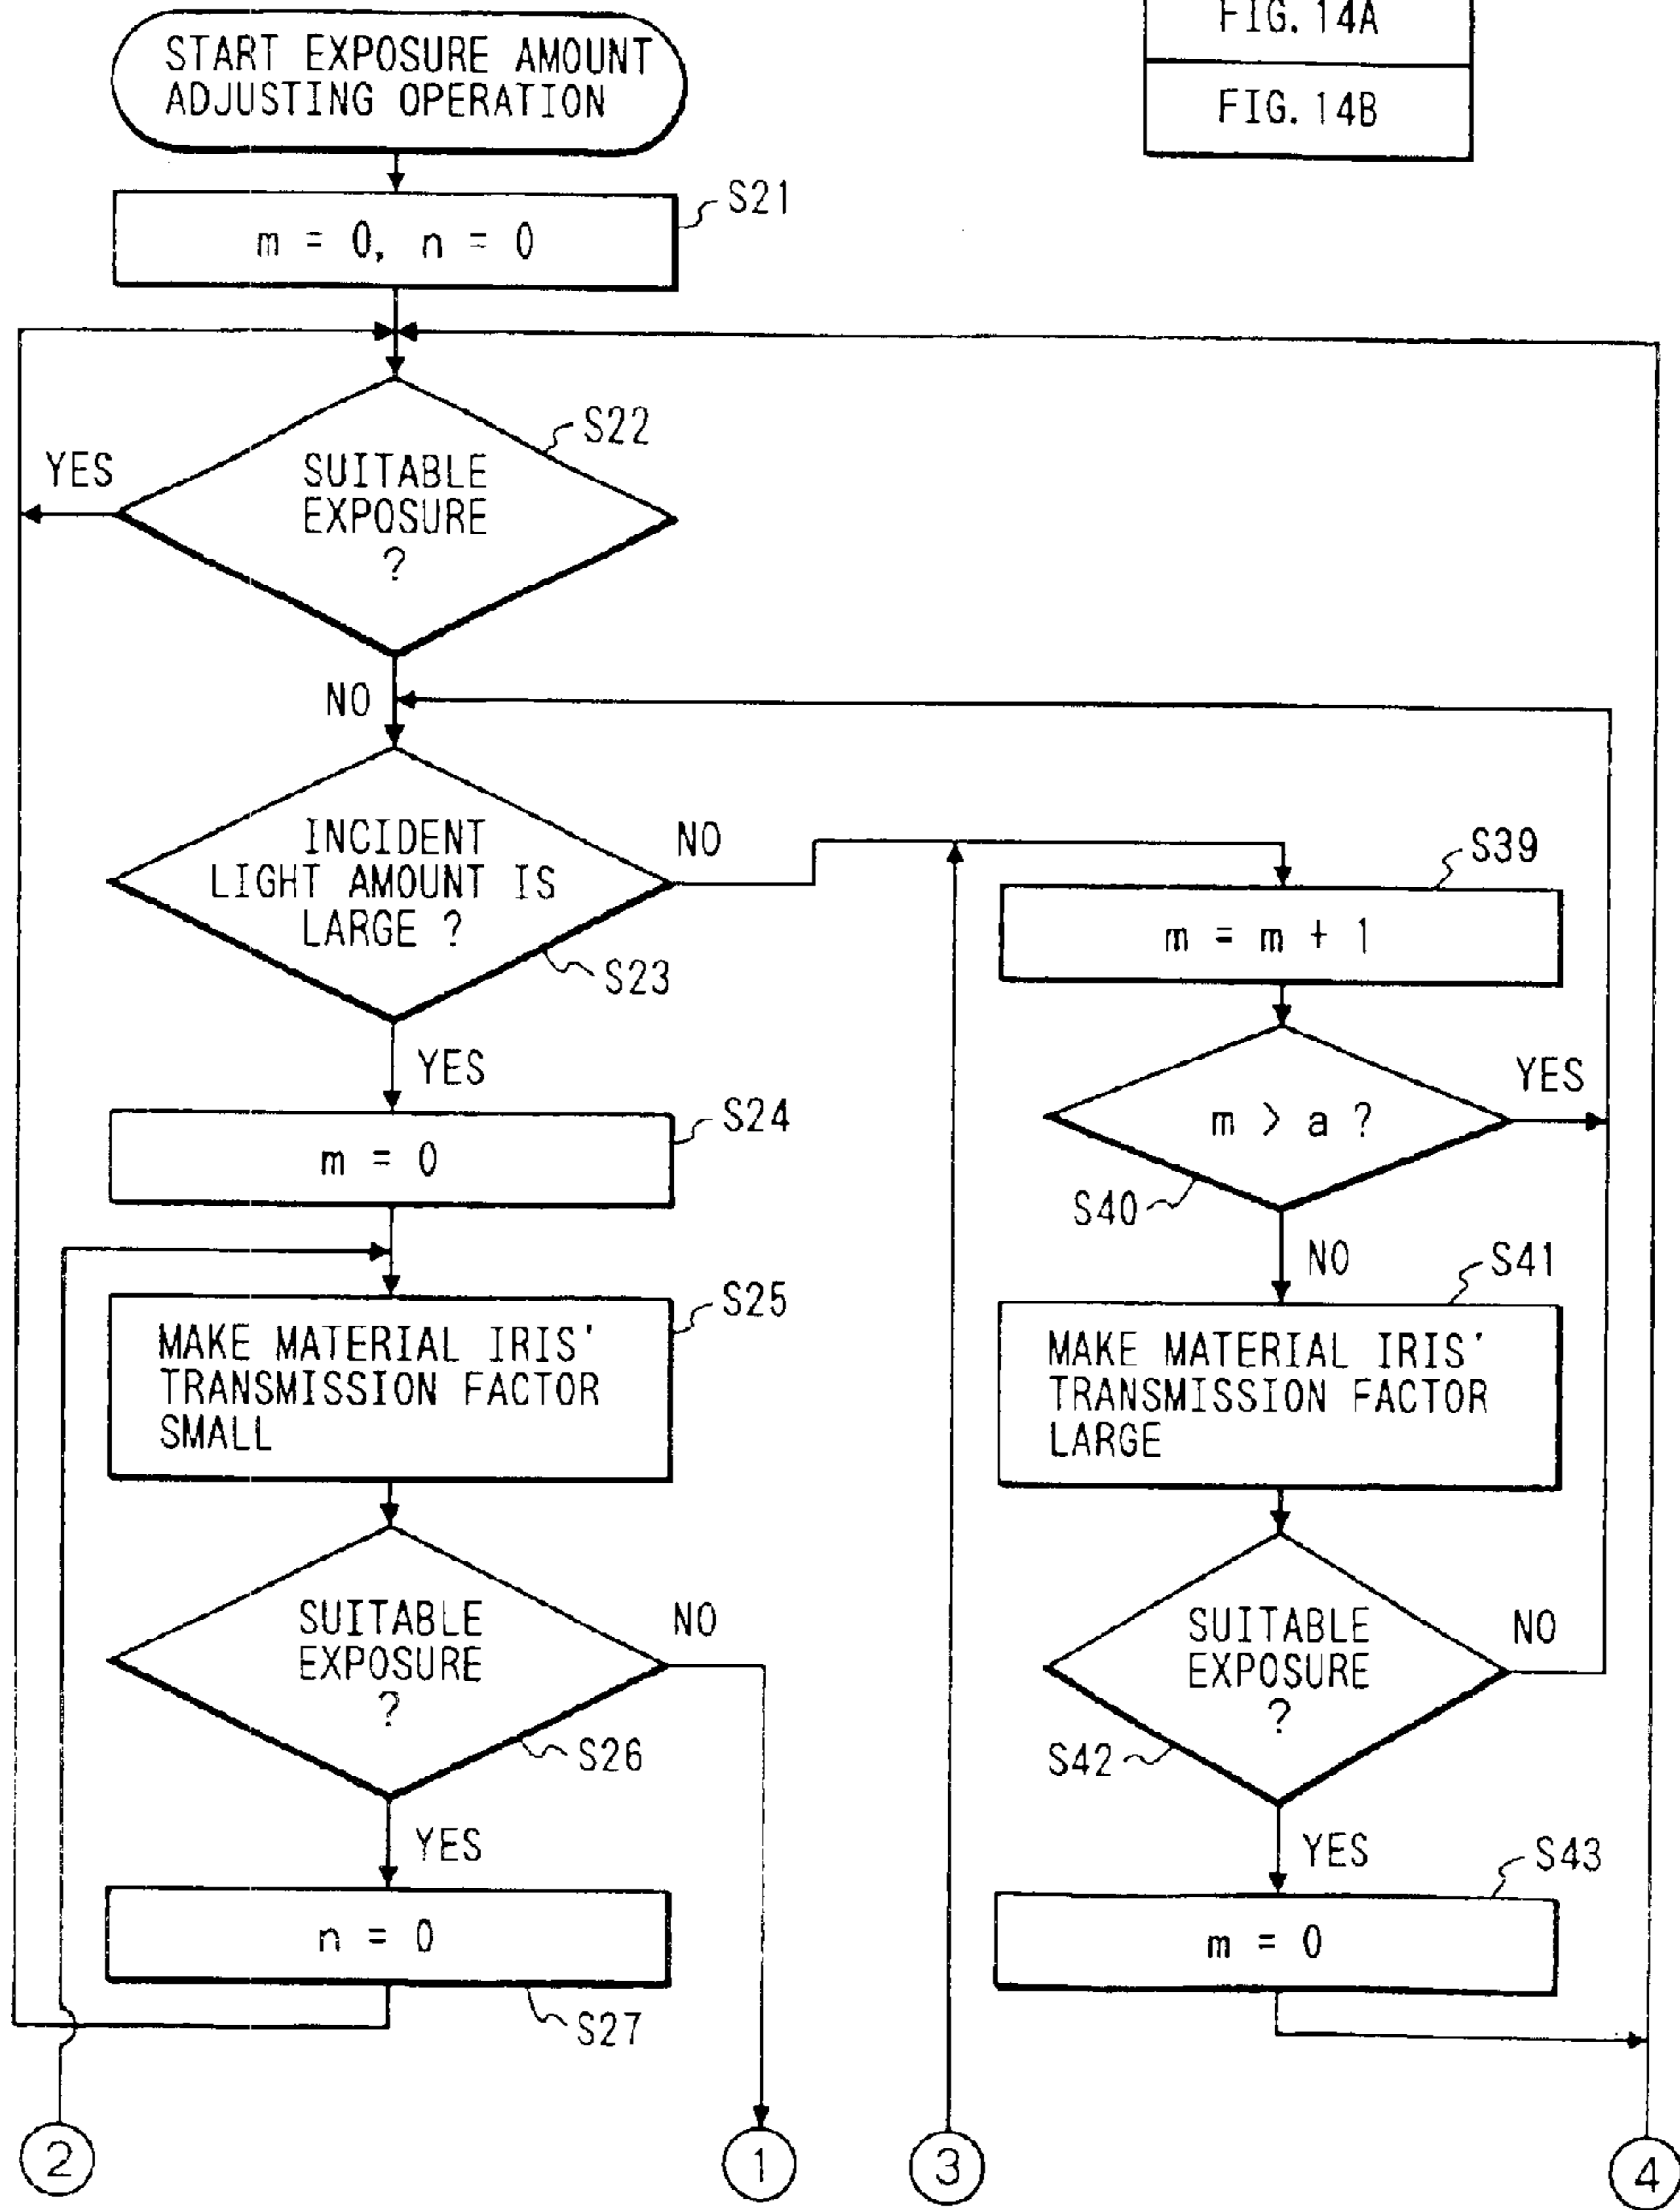 FIG. 14A
FIG. 14B
START EXPOSURE AMOUNT
ADJUSTING OPERATION
S21
m = 0, n = 0
S22
YES
SUITABLE
EXPOSURE
?
NO
INCIDENT
LIGHT AMOUNT IS
LARGE ?
NO
S23
YES
S24
m = 0
S25
MAKE MATERIAL IRIS'
TRANSMISSION FACTOR
SMALL
SUITABLE
EXPOSURE
?
NO
S26
YES
n = 0
S27
S39
m = m + 1
YES
m > a ?
S40
NO
S41
MAKE MATERIAL IRIS'
TRANSMISSION FACTOR
LARGE
SUITABLE
EXPOSURE
?
NO
S42
YES
S43
m = 0
2
1
3
4